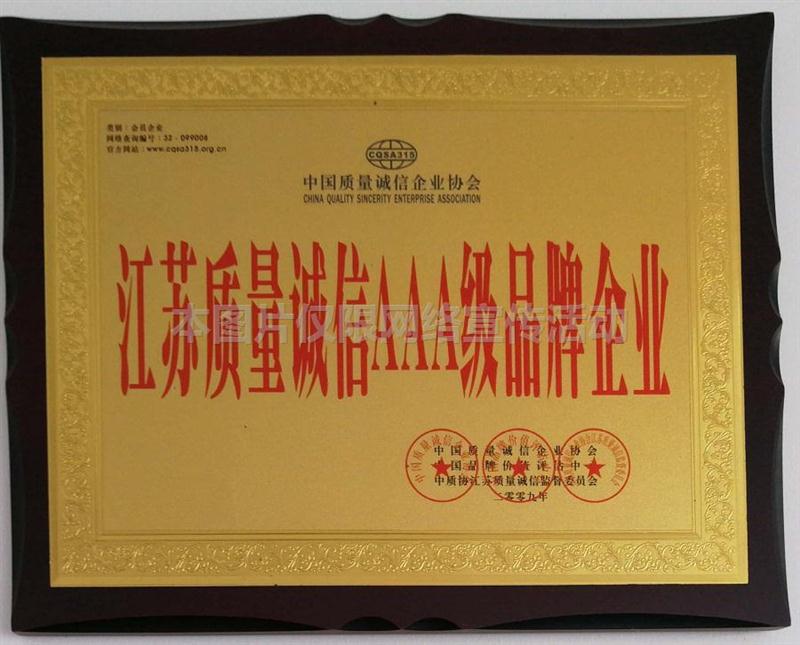 类别：会员企业
网络查询编号：32-099004
官方网站：www.cqsa315.org.cn
CQSA315
中国质量诚信企业协会
CHINA QUALITY SINCERITY ENTERPRISE ASSOCIATION
江苏质量诚信AAA级品牌企业
本图片仅限网络宣传活动
中国质量诚信企业协会
中国品牌价值评估中
中质协江苏质量诚信监督委员会
二零零九年